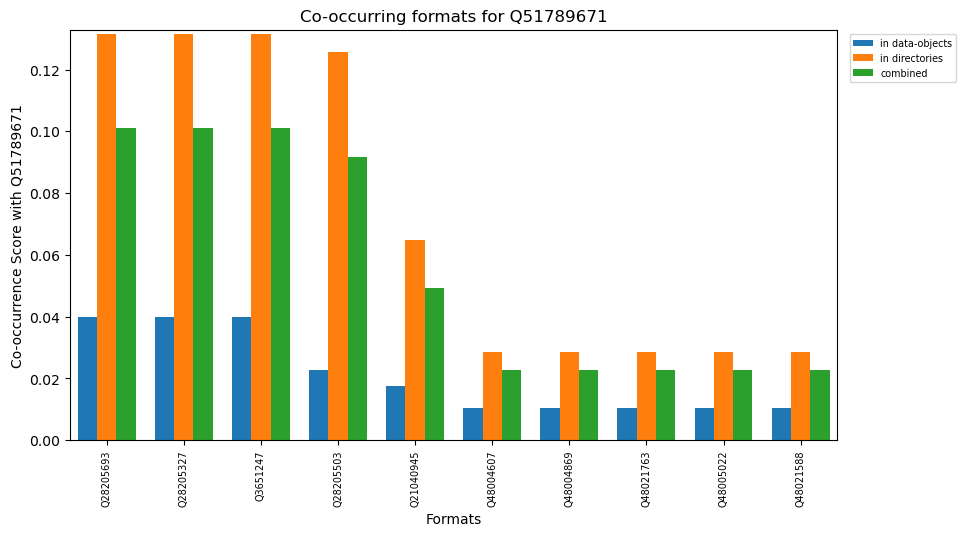 Co-occurring formats for Q51789671
in data-objects
in directories
combined
Co-occurrence Score with Q51789671
0.12
0.10
0.08
0.06
0.04
0.02
0.00
Q28205693
Q28205327
Q3651247
Q28205503
Q21040945
Q48004607
Q48004869
Q48021763
Q48005022
Q48021588
Formats